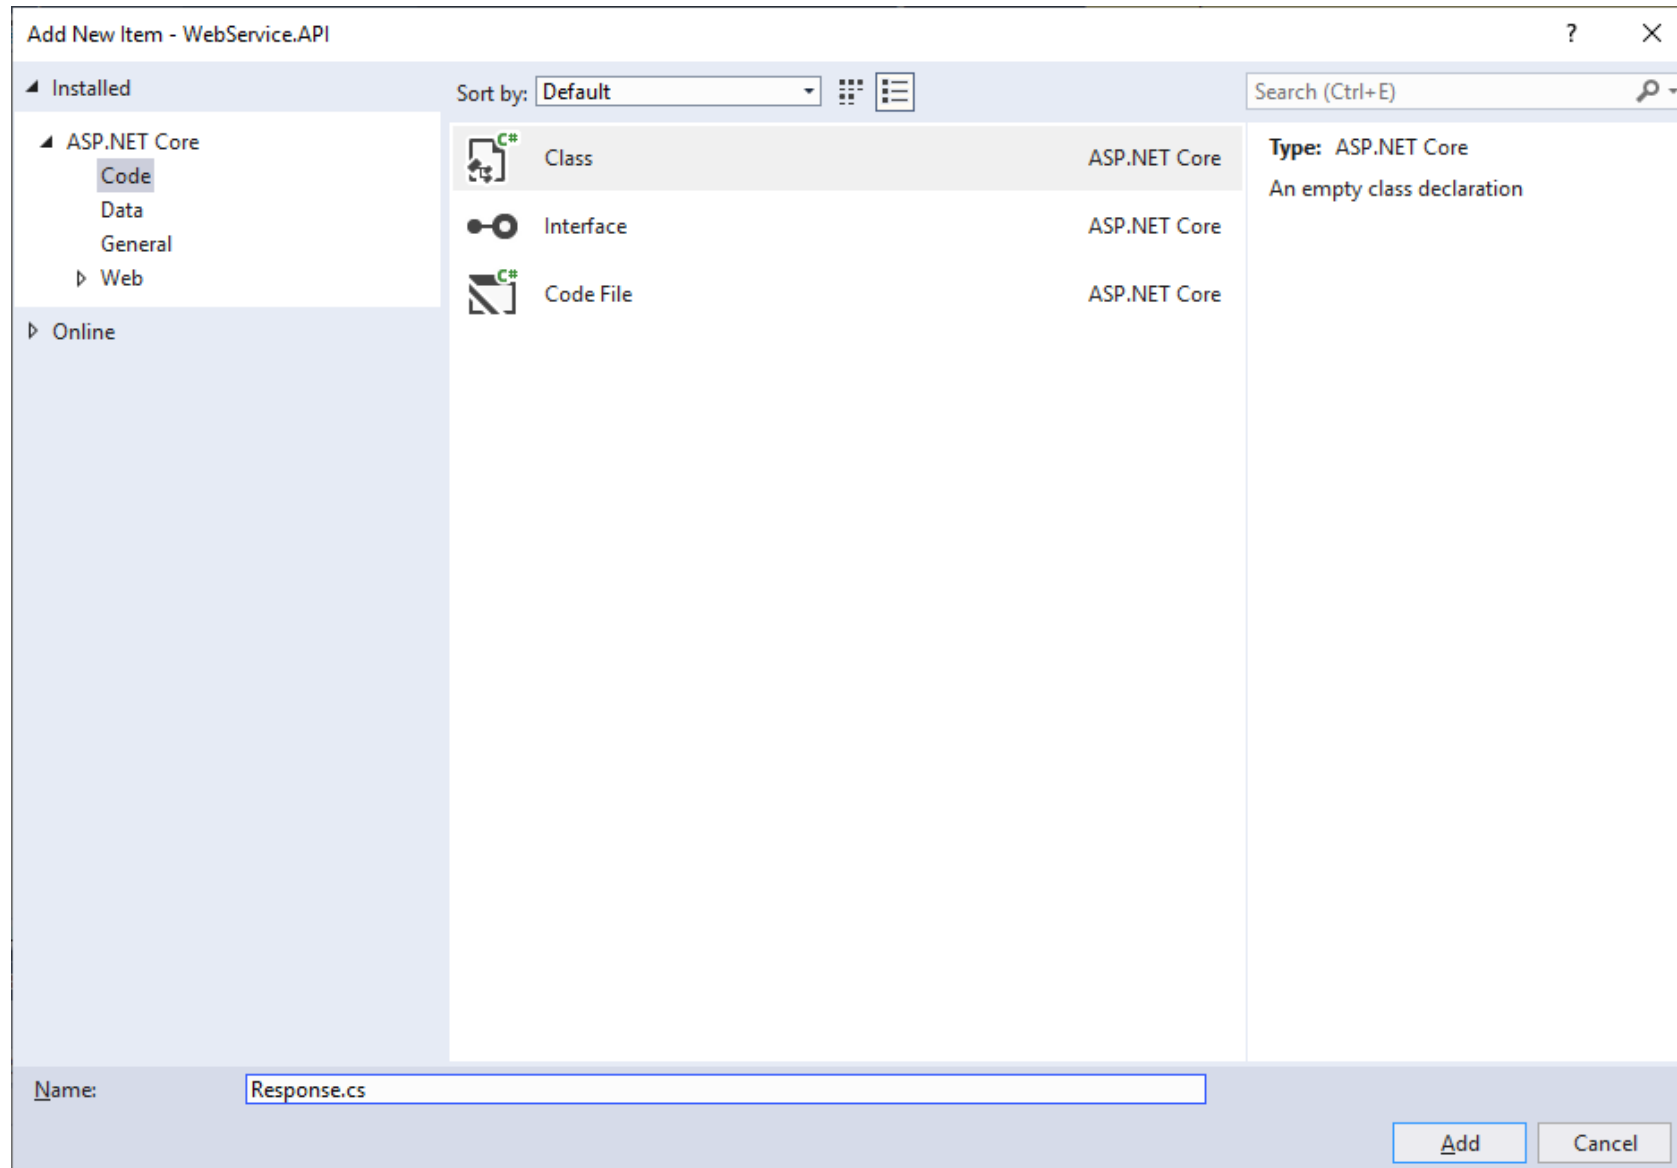 Add New Item - WebService.API
?
Installed
ASP.NET Core
Code
Data
General
Web
Online
Sort by: Default
Search (Ctrl+E)
C# Class ASP.NET Core
Interface ASP.NET Core
C# Code File ASP.NET Core
Type: ASP.NET Core
An empty class declaration
Name: Response.cs
Add Cancel